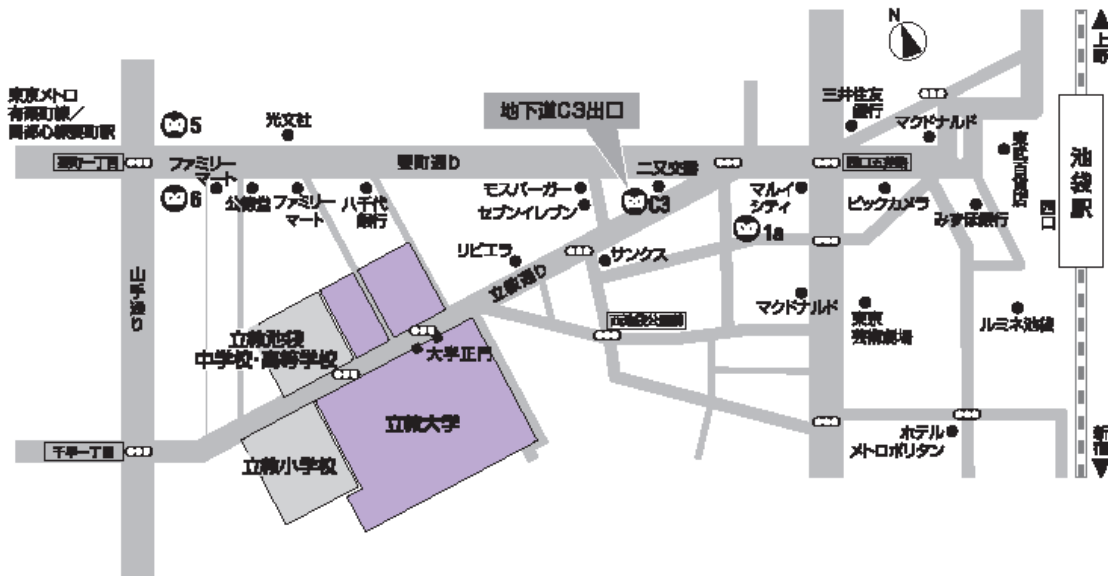 N
東京メトロ
有楽町線/
副都心線要町駅
5
光文社
地下道C3出口
三井住友
銀行
マクドナルド
上野
要町一丁目
ファミリー
マート
要町通り
二又交番
西口五差路
東武百貨店
池袋駅
6
公徳堂
ファミリー
マート
八千代
銀行
モスバーガー
セブンイレブン
C3
マルイ
シティ
1a
ビックカメラ
みずほ銀行
西口
山手通り
リビエラ
立教通り
サンクス
西池袋公園前
マクドナルド
東京
芸術劇場
ルミネ池袋
立教池袋
中学校・高等学校
大学正門
立教大学
千早一丁目
立教小学校
ホテル
メトロポリタン
新宿